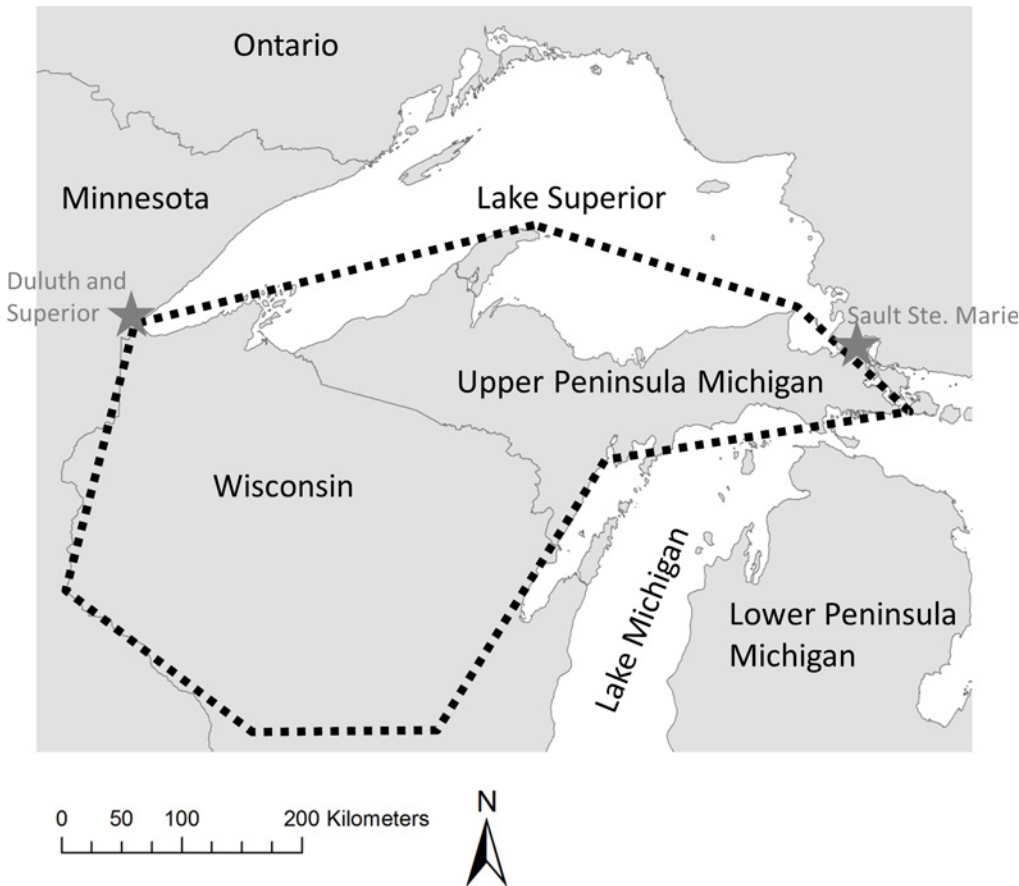 Ontario
Minnesota
Lake Superior
Duluth and
Superior
Sault Ste. Marie
Upper Peninsula Michigan
Wisconsin
Lake Michigan
Lower Peninsula
Michigan
N
0 50 100 200 Kilometers